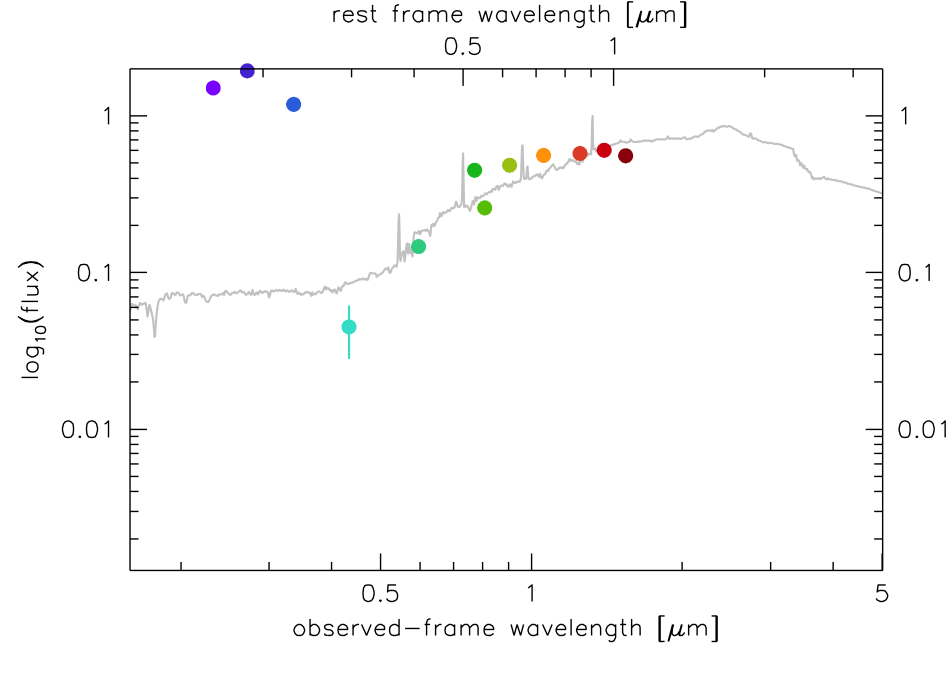 rest frame wavelength [μm]
0.5 1
1 1
0.1 0.1
0.01 0.01
log10(flux)
0.5 1 5
observed-frame wavelength [μm]